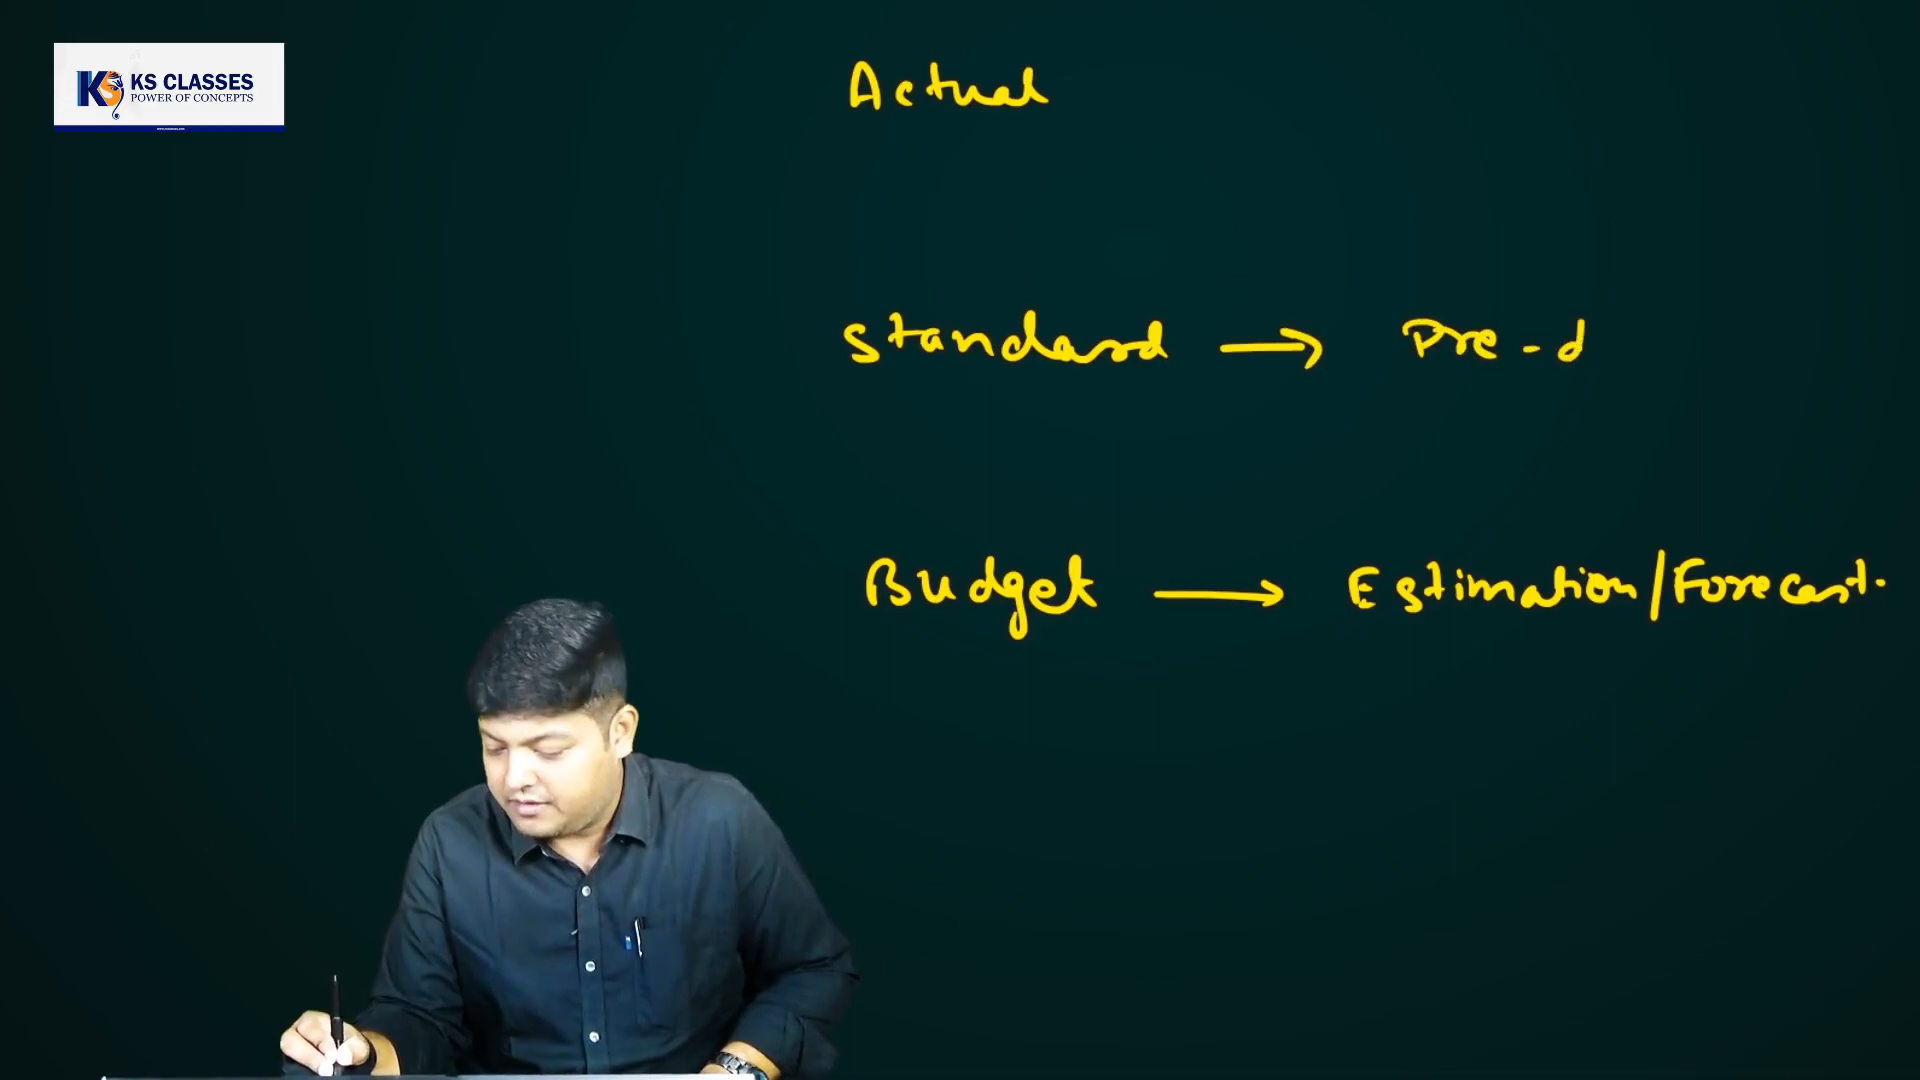 KS CLASSES
POWER OF CONCEPTS
Actual
Standard → Pre-d
Budget → Estimation/Forecast.